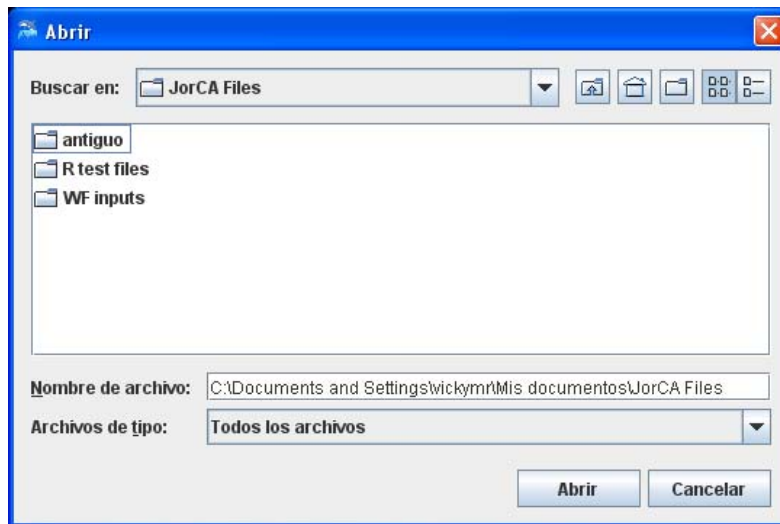 Abrir
Buscar en: JorCA Files
antiguo
R test files
WF inputs
Nombre de archivo: C:\Documents and Settings\vickymr\Mis documentos\JorCA Files
Archivos de tipo: Todos los archivos
Abrir Cancelar